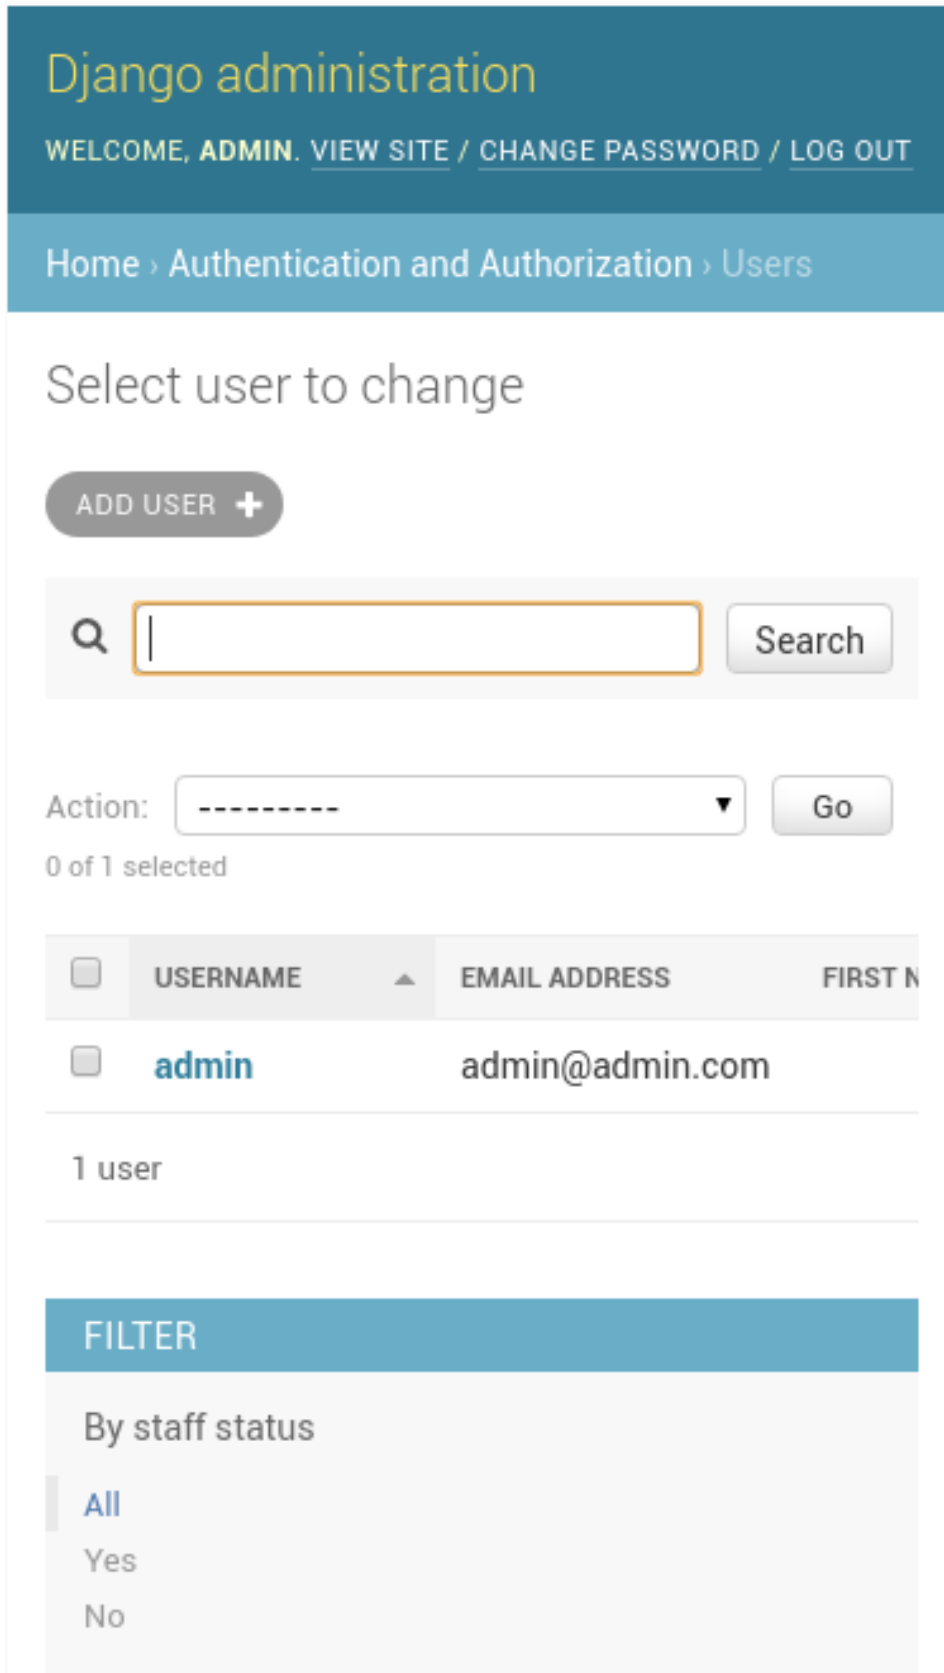 Django administration
WELCOME, ADMIN. VIEW SITE / CHANGE PASSWORD / LOG OUT
Home › Authentication and Authorization › Users
Select user to change
ADD USER +
Search
Action: --------- Go
0 of 1 selected
USERNAME EMAIL ADDRESS FIRST N
admin admin@admin.com
1 user
FILTER
By staff status
All
Yes
No